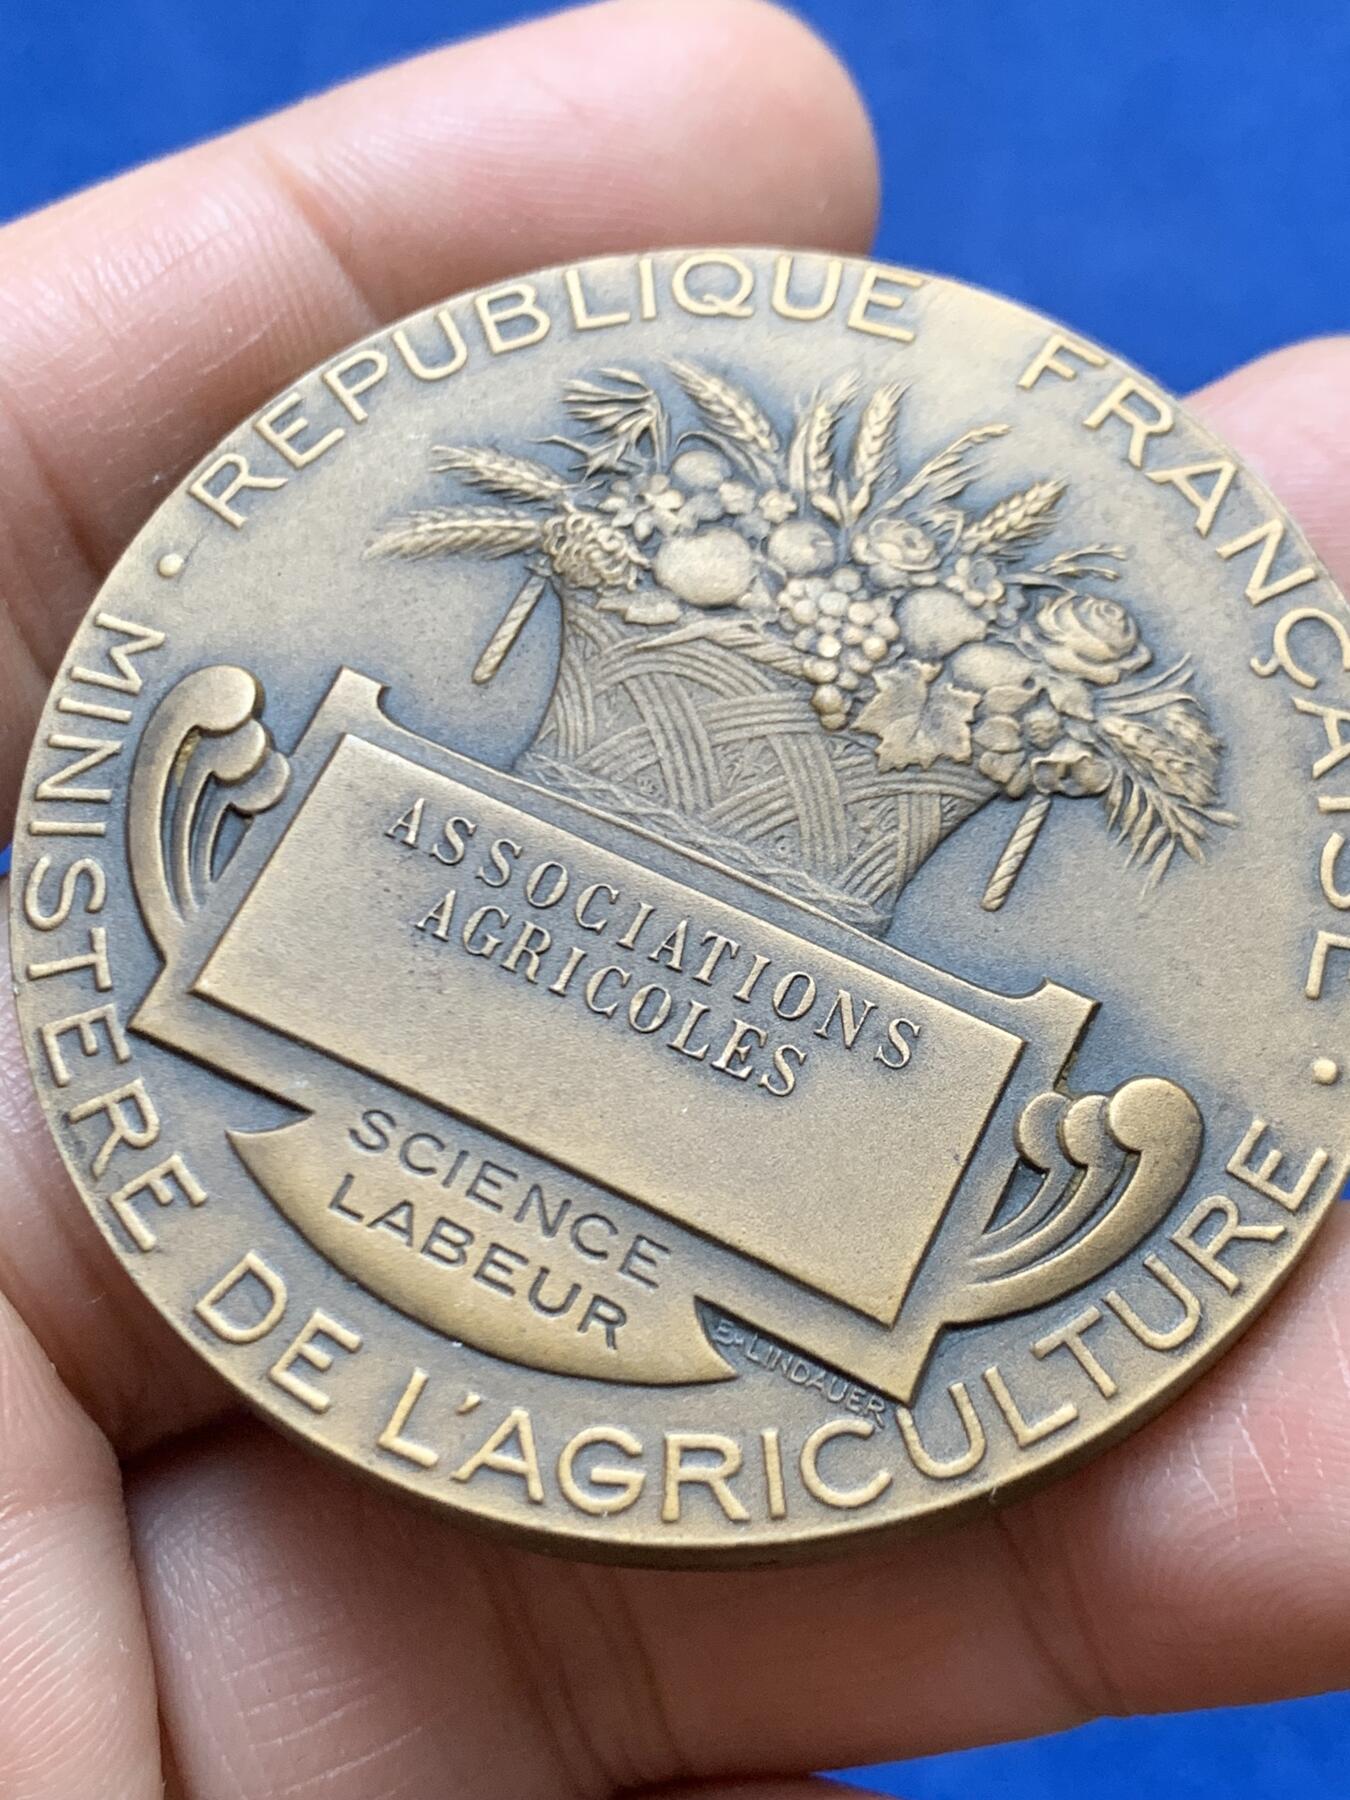 · REPUBLIQUE FRANÇAISE ·
ASSOCIATIONS
AGRICOLES
SCIENCE
LABEUR
E·LINDAUER
MINISTERE DE L'AGRICULTURE